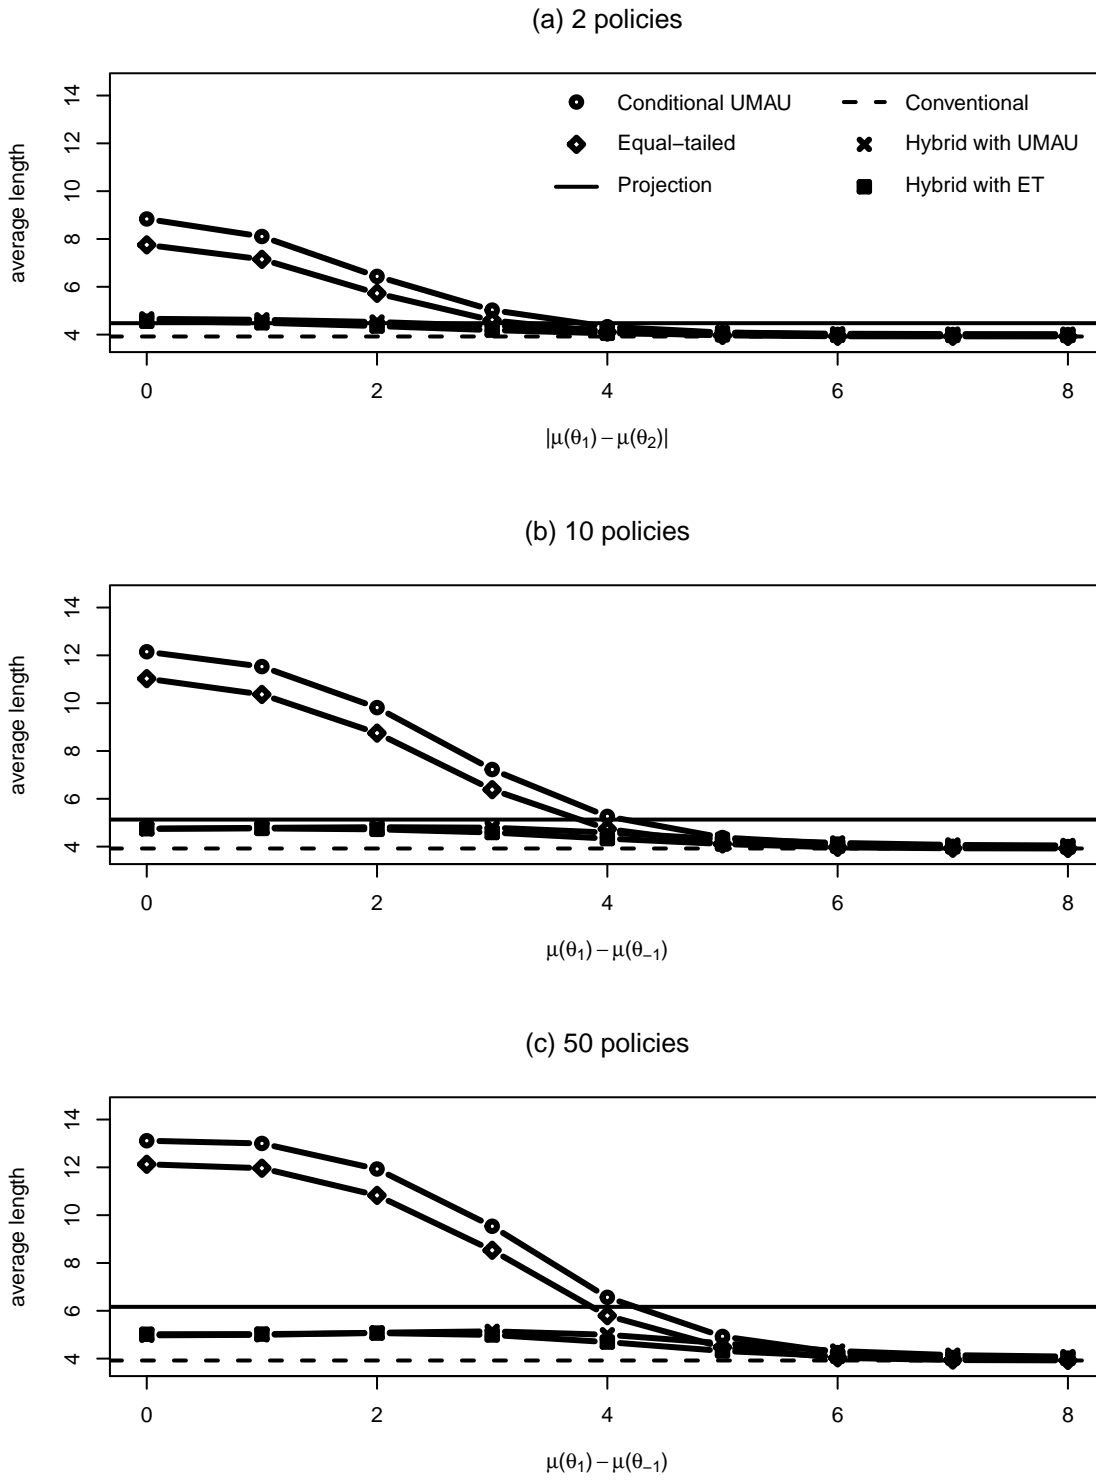 (a) 2 policies
average length
14
12
10
8
6
4
Conditional UMAU
Equal−tailed
Projection
Conventional
Hybrid with UMAU
Hybrid with ET
0 2 4 6 8
|μ(θ₁) − μ(θ₂)|
(b) 10 policies
average length
14
12
10
8
6
4
0 2 4 6 8
μ(θ₁) − μ(θ₋₁)
(c) 50 policies
average length
14
12
10
8
6
4
0 2 4 6 8
μ(θ₁) − μ(θ₋₁)